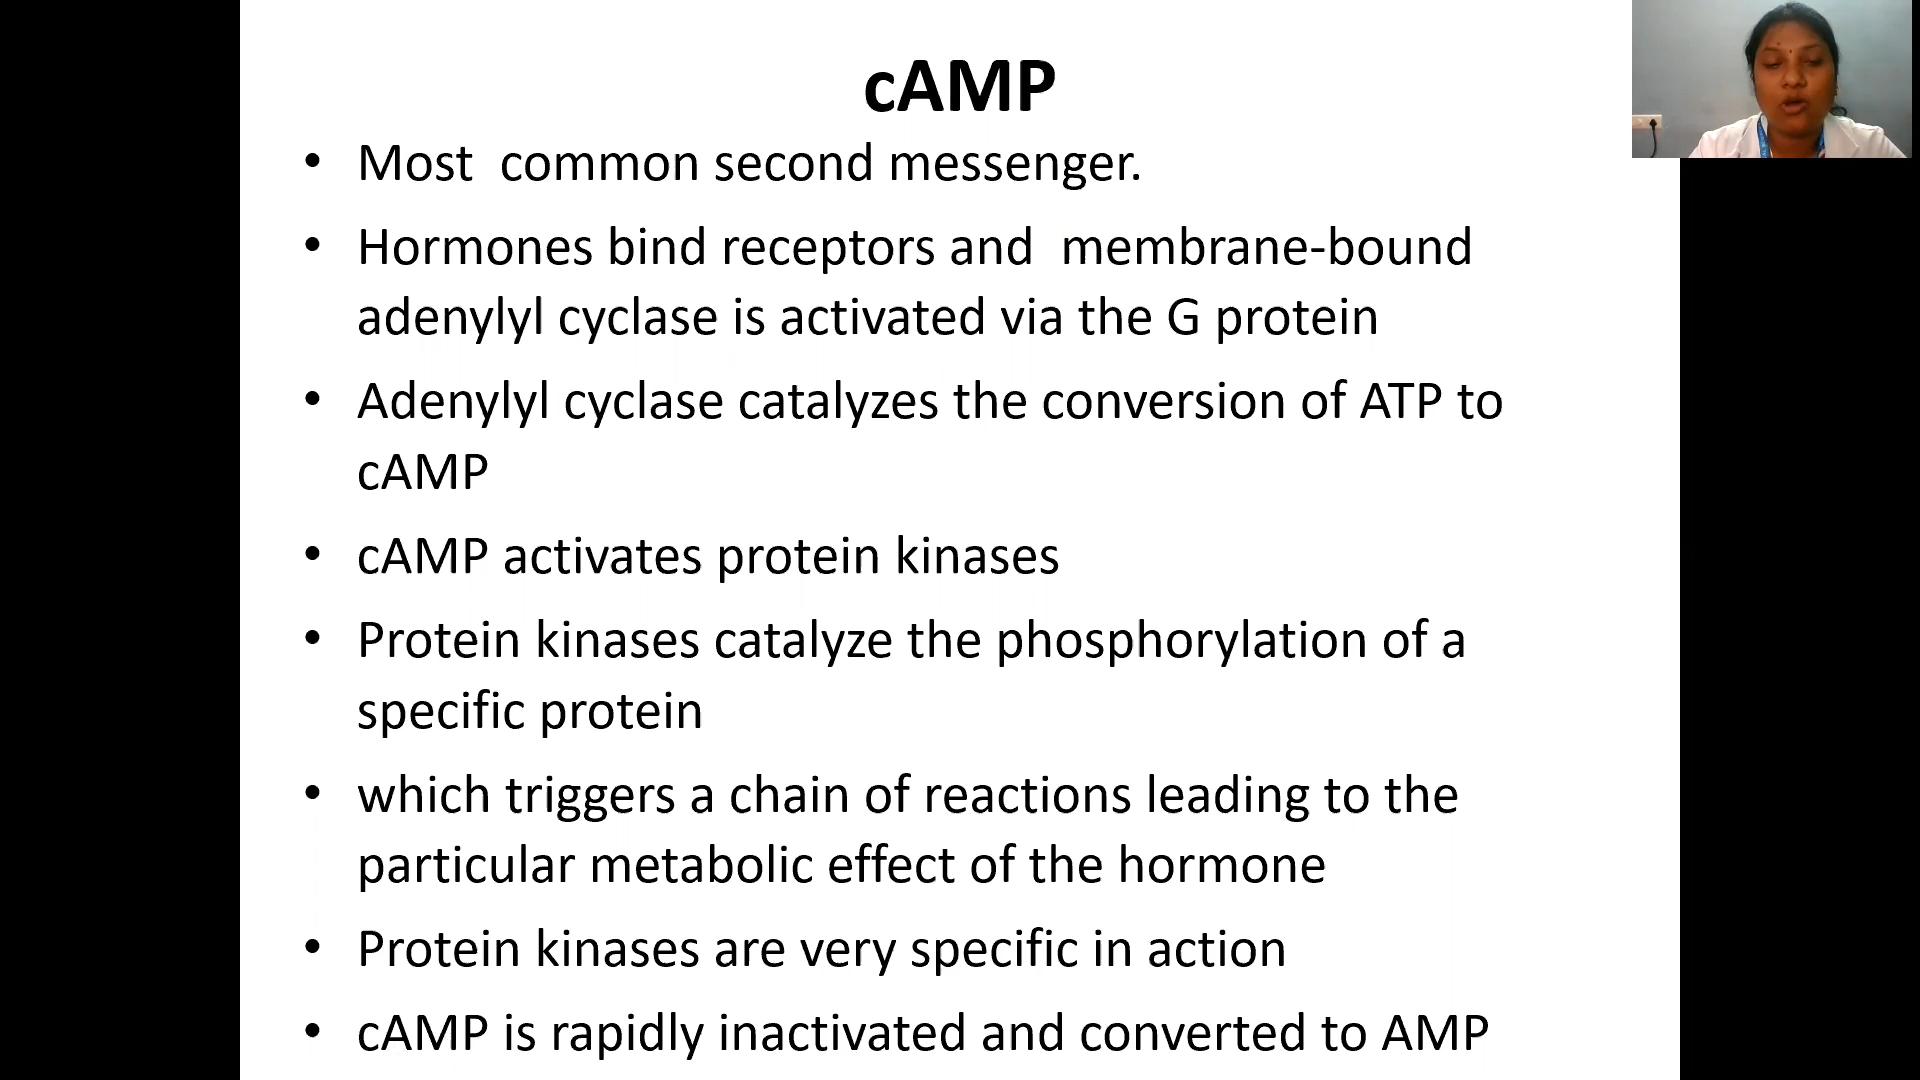 cAMP
• Most common second messenger.
• Hormones bind receptors and membrane-bound
adenylyl cyclase is activated via the G protein
• Adenylyl cyclase catalyzes the conversion of ATP to
cAMP
• cAMP activates protein kinases
• Protein kinases catalyze the phosphorylation of a
specific protein
• which triggers a chain of reactions leading to the
particular metabolic effect of the hormone
• Protein kinases are very specific in action
• cAMP is rapidly inactivated and converted to AMP